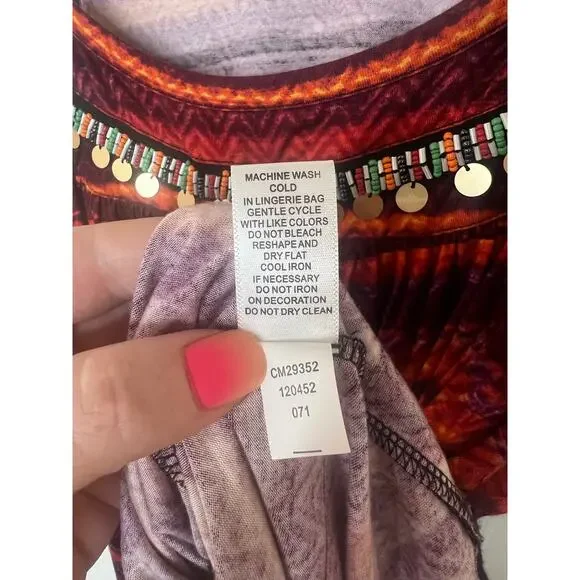 MACHINE WASH
COLD
IN LINGERIE BAG
GENTLE CYCLE
WITH LIKE COLORS
DO NOT BLEACH
RESHAPE AND
DRY FLAT
COOL IRON
IF NECESSARY
DO NOT IRON
ON DECORATION
DO NOT DRY CLEAN
CM29352
120452
071